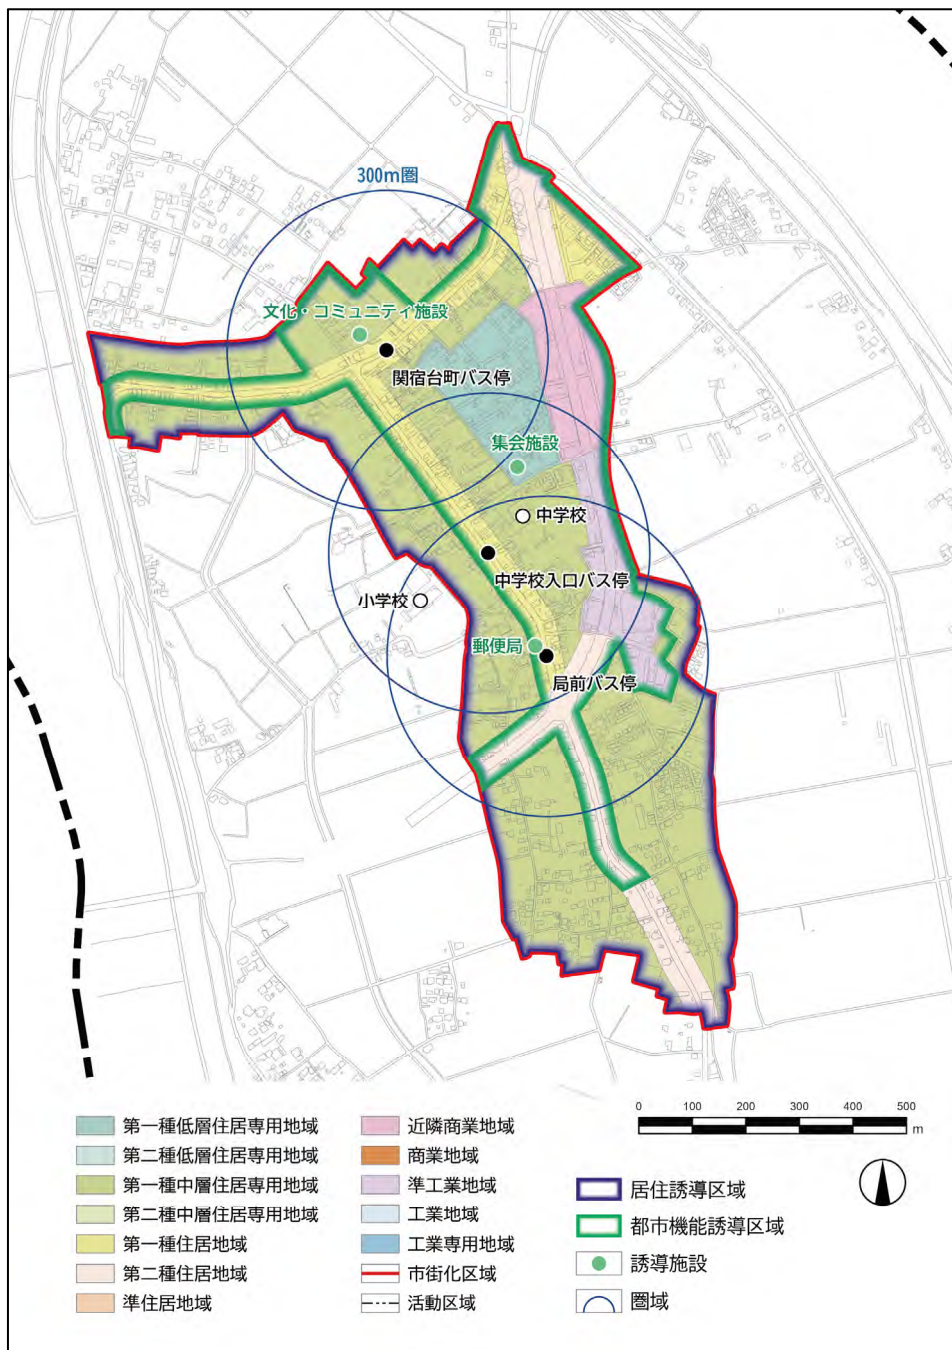 300m圏
文化・コミュニティ施設
関宿台町バス停
集会施設
中学校
中学校入口バス停
小学校
郵便局
局前バス停
第一種低層住居専用地域
第二種低層住居専用地域
第一種中層住居専用地域
第二種中層住居専用地域
第一種住居地域
第二種住居地域
準住居地域
近隣商業地域
商業地域
準工業地域
工業地域
工業専用地域
市街化区域
活動区域
0 100 200 300 400 500
m
居住誘導区域
都市機能誘導区域
誘導施設
圏域